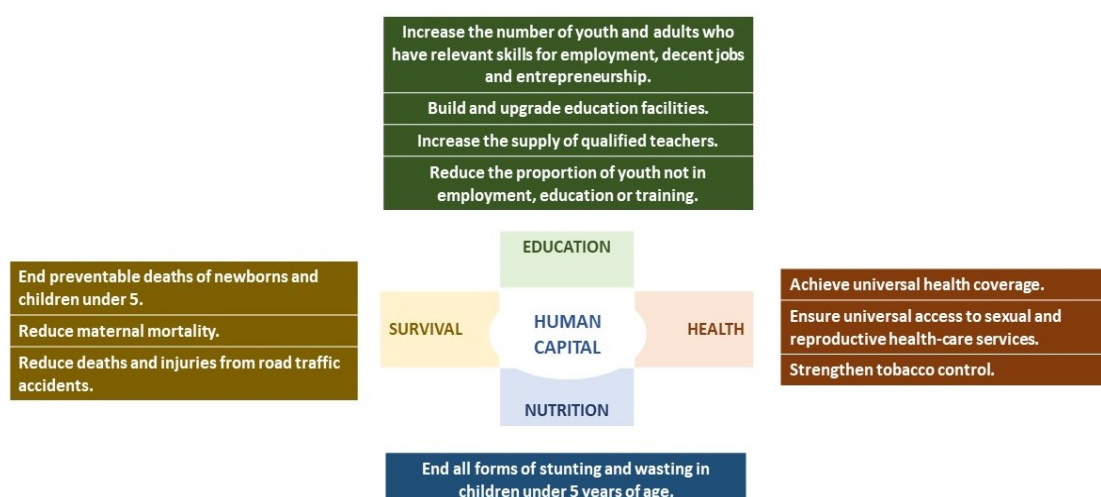 Increase the number of youth and adults who
have relevant skills for employment, decent jobs
and entrepreneurship.
Build and upgrade education facilities.
Increase the supply of qualified teachers.
Reduce the proportion of youth not in
employment, education or training.
EDUCATION
End preventable deaths of newborns and
children under 5.
Reduce maternal mortality.
Reduce deaths and injuries from road traffic
accidents.
SURVIVAL
HUMAN
CAPITAL
HEALTH
Achieve universal health coverage.
Ensure universal access to sexual and
reproductive health-care services.
Strengthen tobacco control.
NUTRITION
End all forms of stunting and wasting in
children under 5 years of age.